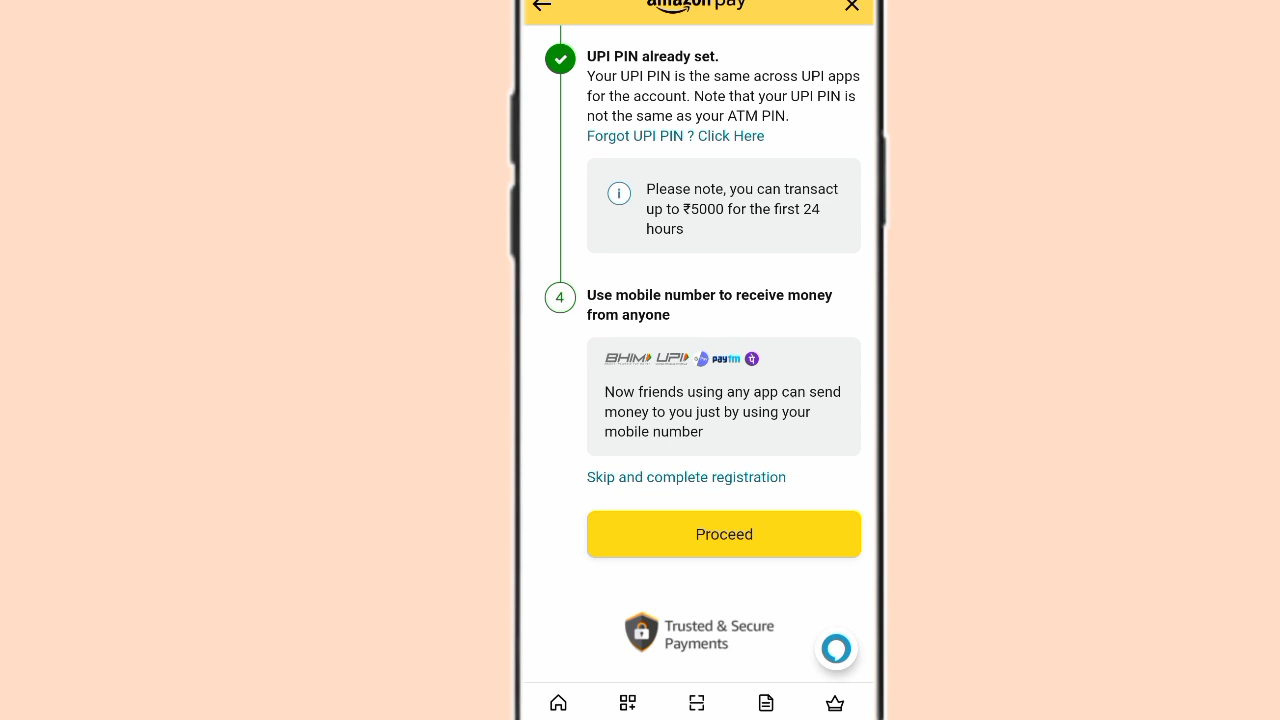 amazon pay
UPI PIN already set.
Your UPI PIN is the same across UPI apps
for the account. Note that your UPI PIN is
not the same as your ATM PIN.
Forgot UPI PIN ? Click Here
i
Please note, you can transact
up to ₹5000 for the first 24
hours
4
Use mobile number to receive money
from anyone
BHIM UPI paytm पे
Now friends using any app can send
money to you just by using your
mobile number
Skip and complete registration
Proceed
Trusted & Secure
Payments